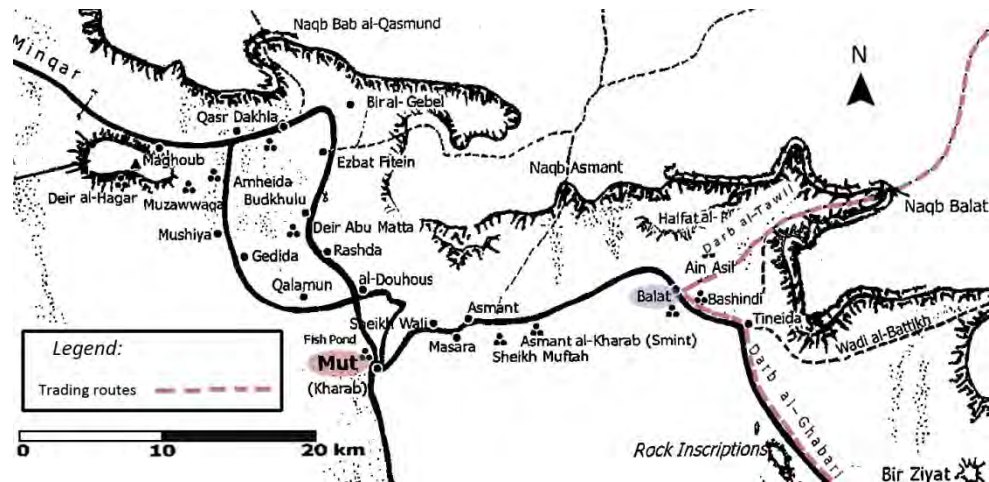 Naqb Bab al-Qasmund
Minqar
N
Qasr Dakhla
Bir al-Gebel
Maghoub
Ezbat Fitein
Naqb Asmant
Deir al-Hagar
Muzawwaqa
Amheida
Budkhulu
Halfat al-
Darb al-Tawil
Naqb Balat
Mushiya
Deir Abu Matta
Gedida
Rashda
Ain Asil
Qalamun
al-Douhous
Balat
Bashindi
Asmant
Sheikh Wali
Tineida
Legend:
Fish Pond
Masara
Asmant al-Kharab (Smint)
Wadi al-Battikh
Sheikh Muftah
Mut
(Kharab)
Trading routes
Darb al-Ghabari
0 10 20 km
Rock Inscriptions
Bir Ziyat